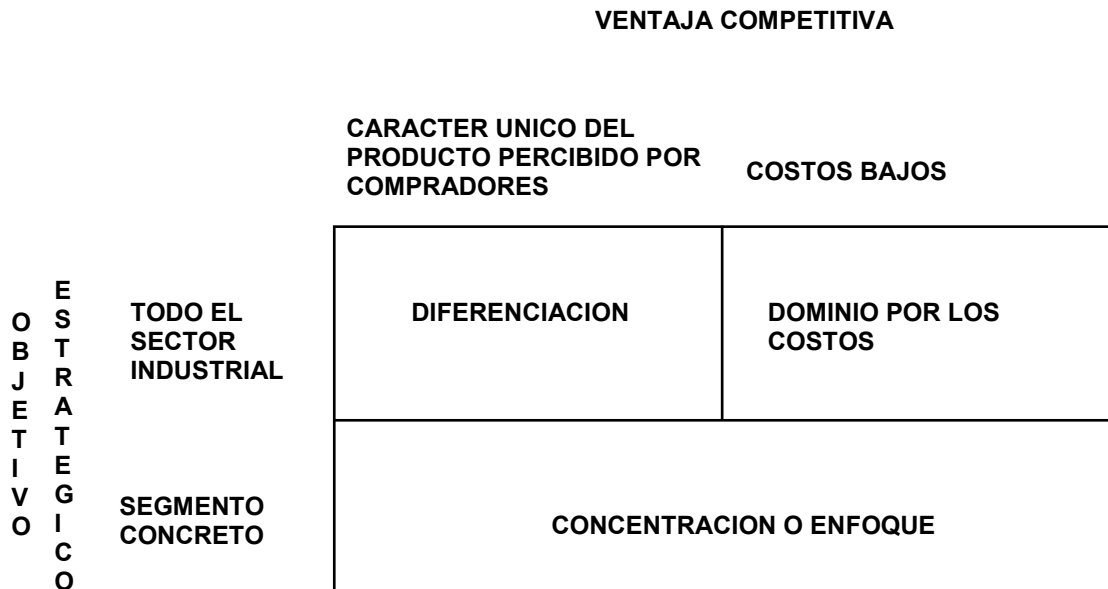 VENTAJA COMPETITIVA
CARACTER UNICO DEL
PRODUCTO PERCIBIDO POR
COMPRADORES
COSTOS BAJOS
OBJETIVO
ESTRATEGICO
TODO EL
SECTOR
INDUSTRIAL
DIFERENCIACION
DOMINIO POR LOS
COSTOS
SEGMENTO
CONCRETO
CONCENTRACION O ENFOQUE